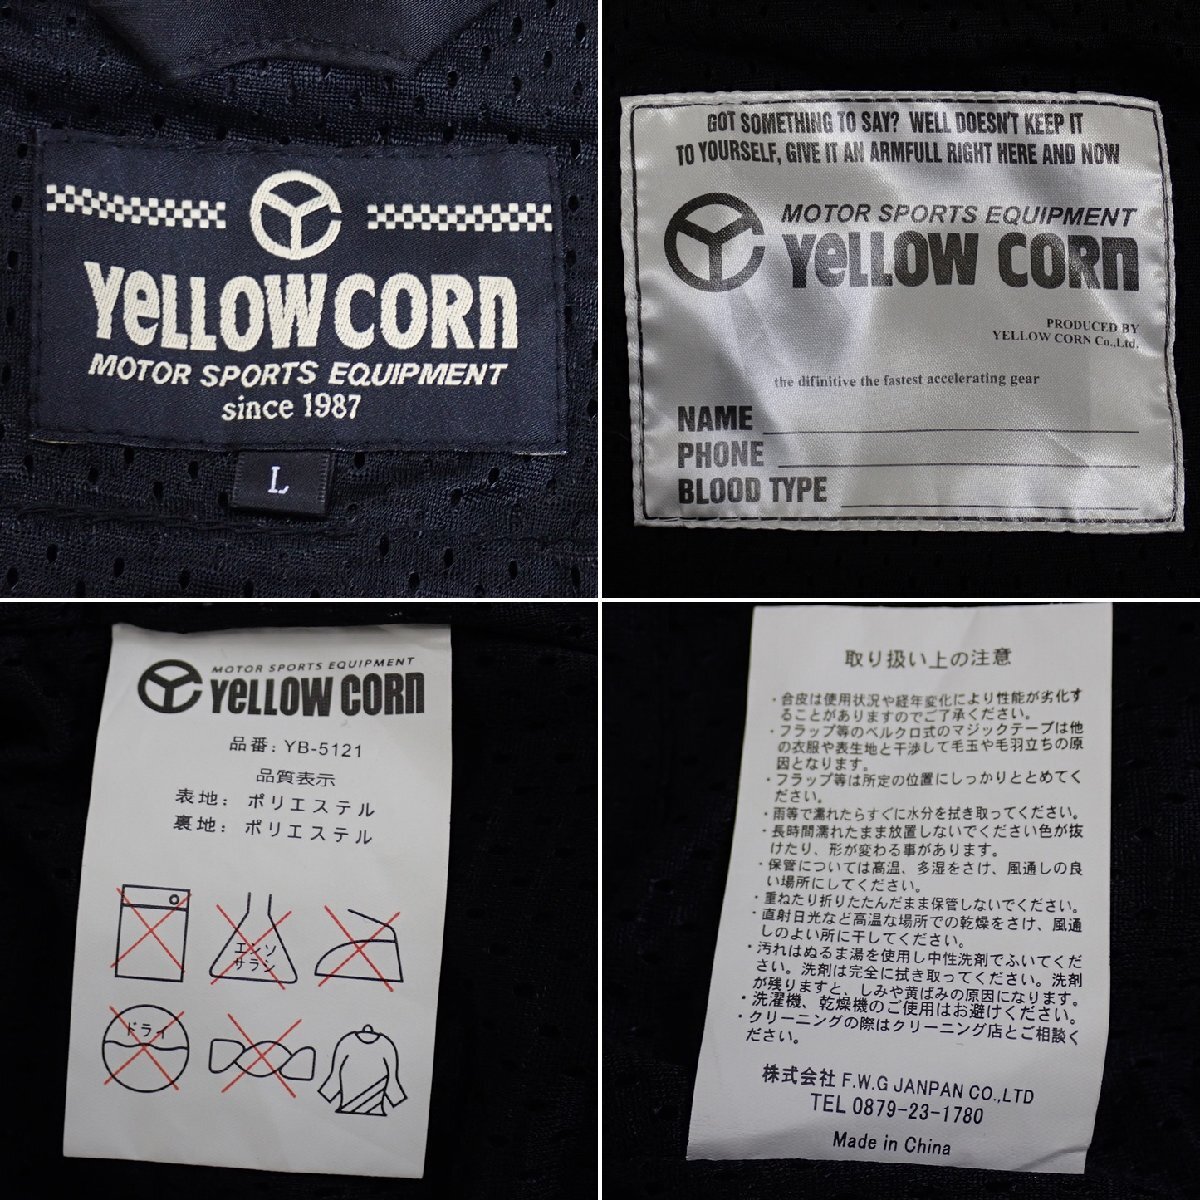 YELLOW CORN
MOTOR SPORTS EQUIPMENT
since 1987
L
GOT SOMETHING TO SAY? WELL DOESN'T KEEP IT
TO YOURSELF, GIVE IT AN ARMFULL RIGHT HERE AND NOW
MOTOR SPORTS EQUIPMENT
YELLOW CORN
PRODUCED BY
YELLOW CORN Co.,Ltd.
the difinitive the fastest accelerating gear
NAME
PHONE
BLOOD TYPE
MOTOR SPORTS EQUIPMENT
YELLOW CORN
品番: YB-5121
品質表示
表地: ポリエステル
裏地: ポリエステル
エンソ
サラシ
ドライ
取り扱い上の注意
・合皮は使用状況や経年変化により性能が劣化す
ることがありますのでご了承ください。
・フラップ等のベルクロ式のマジックテープは他
の衣服や表生地と干渉して毛玉や毛羽立ちの原
因となります。
・フラップ等は所定の位置にしっかりととめてく
ださい。
・雨等で濡れたらすぐに水分を拭き取ってください。
・長時間濡れたまま放置しないでください色が抜
けたり、形が変わる事があります。
・保管については高温、多湿をさけ、風通しの良
い場所にしてください。
・重ねたり折りたたんだまま保管しないでください。
・直射日光など高温な場所での乾燥をさけ、風通
しのよい所に干してください。
・汚れはぬるま湯を使用し中性洗剤でふいてくだ
さい。洗剤は完全に拭き取ってください。洗剤
が残りますと、しみや黄ばみの原因になります。
・洗濯機、乾燥機のご使用はお避けください。
・クリーニングの際はクリーニング店とご相談く
ださい。
株式会社 F.W.G JANPAN CO.,LTD
TEL 0879-23-1780
Made in China